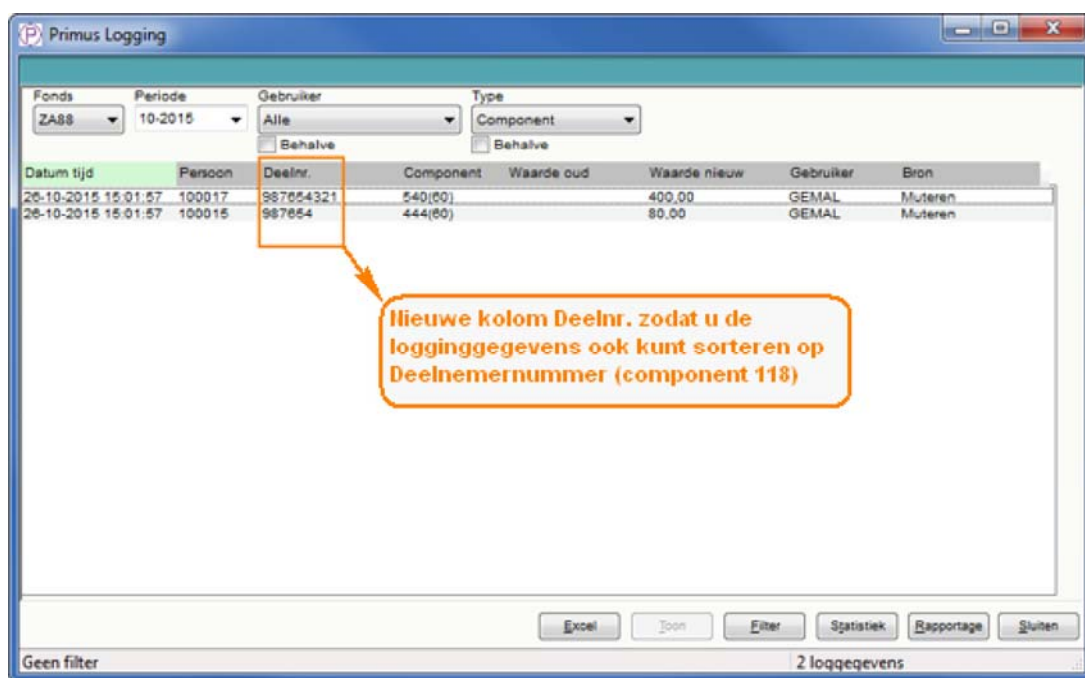 Primus Logging
Fonds Periode Gebruiker Type
ZA88 10-2015 Alle Component
Behalve Behalve
Datum tijd Persoon Deelnr. Component Waarde oud Waarde nieuw Gebruiker Bron
26-10-2015 15:01:57 100017 987654321 540(60) 400,00 GEMAL Muteren
26-10-2015 15:01:57 100015 987654 444(60) 80,00 GEMAL Muteren
Nieuwe kolom Deelnr. zodat u de
logginggegevens ook kunt sorteren op
Deelnemernummer (component 118)
Excel Toon Filter Statistiek Rapportage Sluiten
Geen filter 2 loggegevens